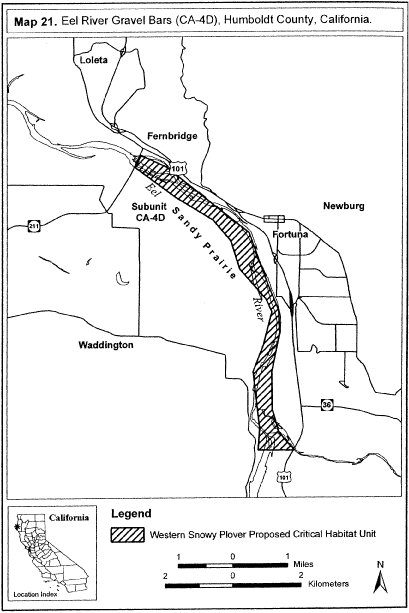 Map 21. Eel River Gravel Bars (CA-4D), Humboldt County, California.
Loleta
Fernbridge
101
Eel
Newburg
Subunit
CA-4D
Sandy Prairie
211
Fortuna
River
Waddington
36
101
California
Location Index
Legend
Western Snowy Plover Proposed Critical Habitat Unit
1 0 1
Miles
2 0 2
Kilometers
N